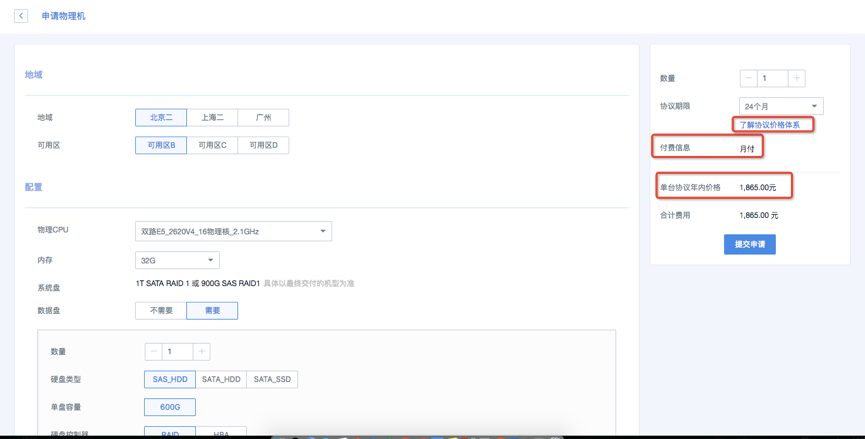 申请物理机
地域
地域 北京二 上海二 广州
可用区 可用区B 可用区C 可用区D
配置
物理CPU 双路E5_2620V4_16物理核_2.1GHz
内存 32G
系统盘 1T SATA RAID 1 或 900G SAS RAID1 具体以最终交付的机型为准
数据盘 不需要 需要
数量 1
硬盘类型 SAS_HDD SATA_HDD SATA_SSD
单盘容量 600G
硬盘控制器 RAID HBA
数量 1
协议期限 24个月
了解协议价格体系
付费信息 月付
单台协议年内价格 1,865.00元
合计费用 1,865.00 元
提交申请